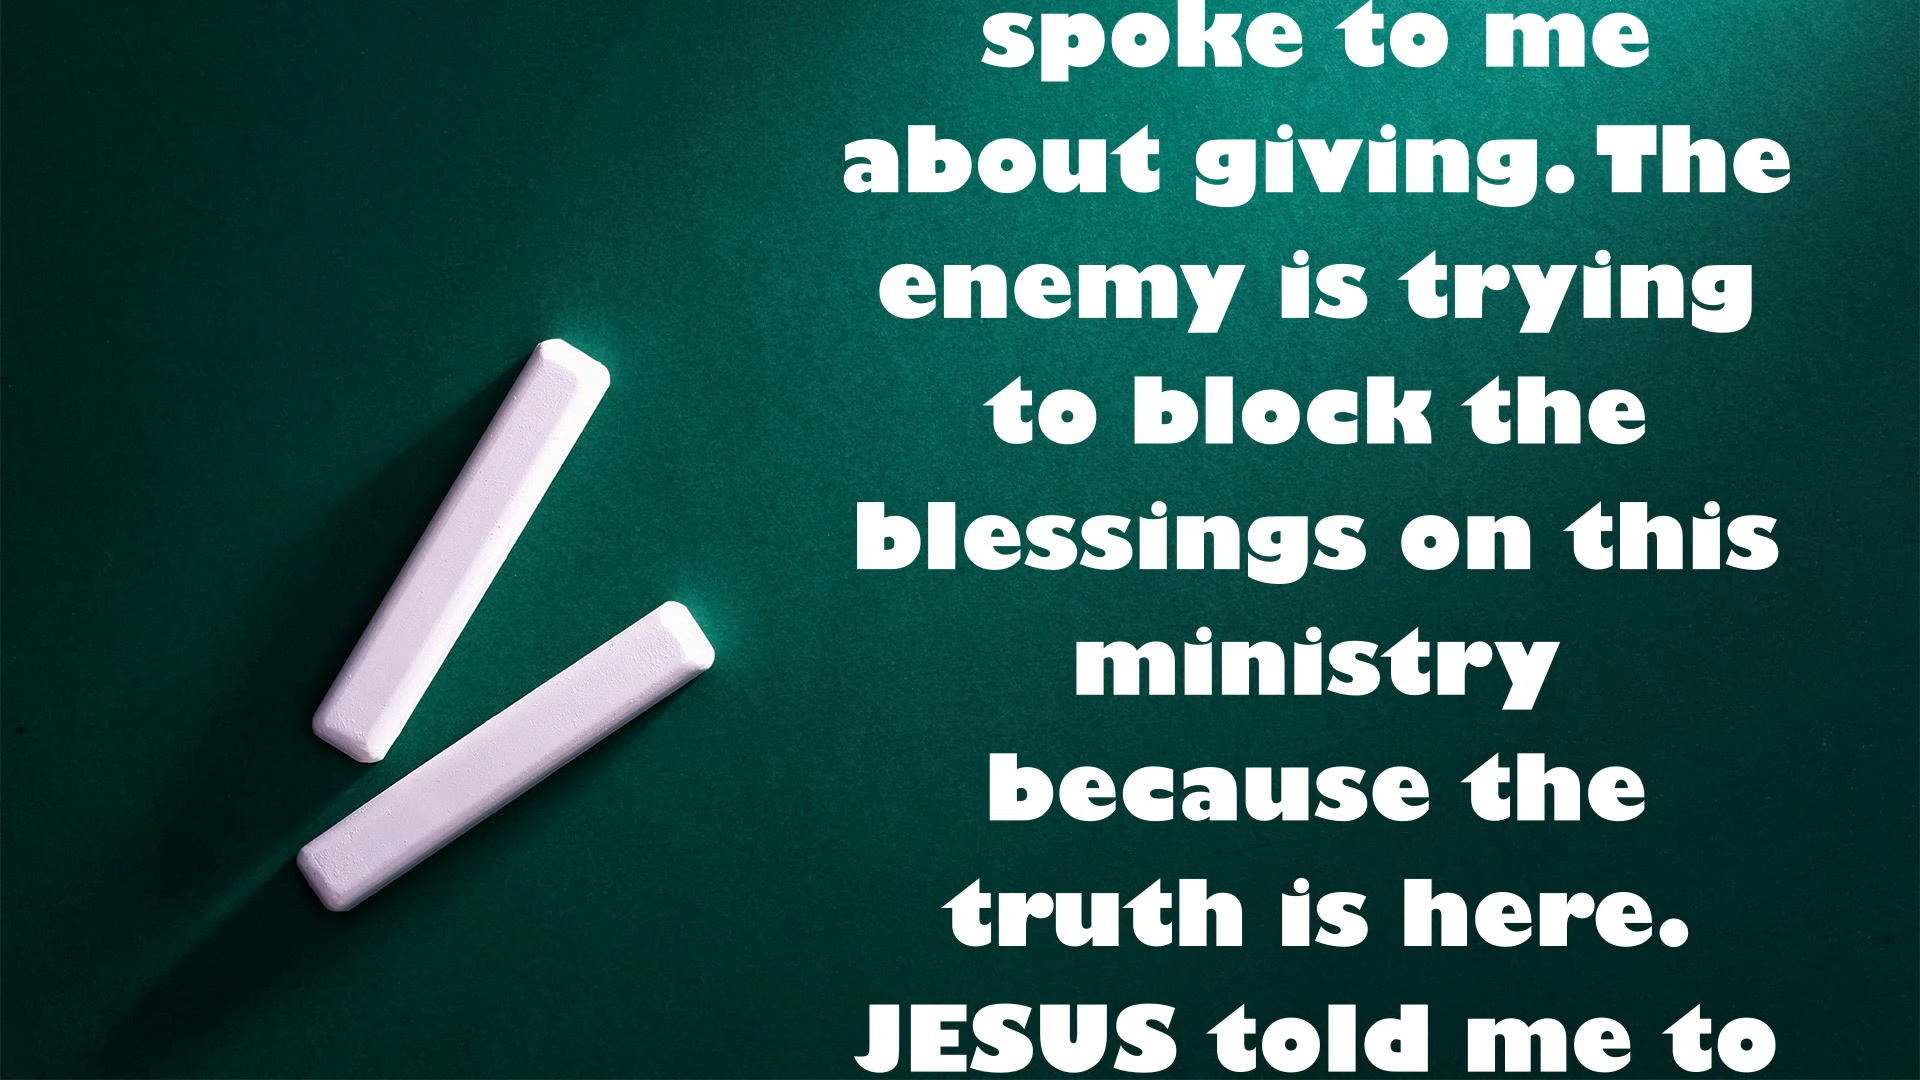 spoke to me
about giving. The
enemy is trying
to block the
blessings on this
ministry
because the
truth is here.
JESUS told me to